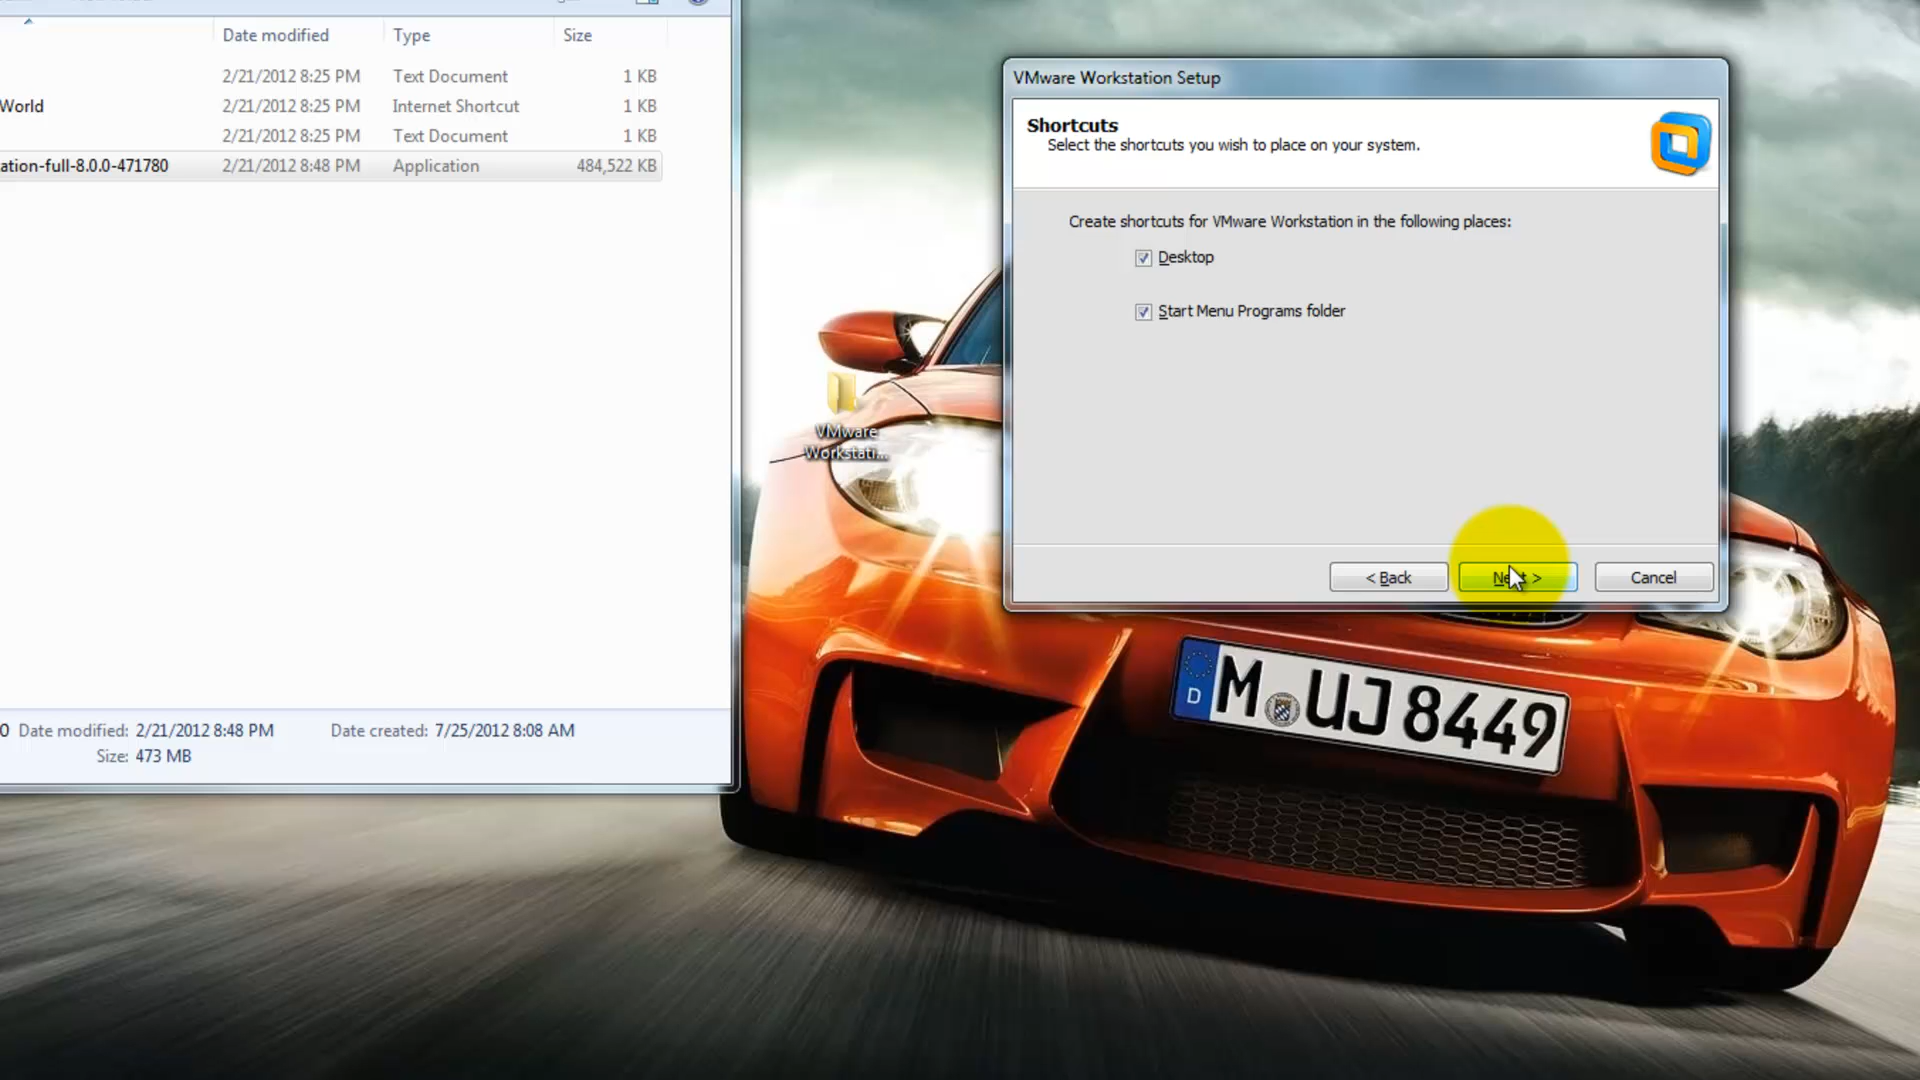 Date modified Type Size
2/21/2012 8:25 PM Text Document 1 KB
World 2/21/2012 8:25 PM Internet Shortcut 1 KB
2/21/2012 8:25 PM Text Document 1 KB
ation-full-8.0.0-471780 2/21/2012 8:48 PM Application 484,522 KB
0 Date modified: 2/21/2012 8:48 PM Date created: 7/25/2012 8:08 AM
Size: 473 MB
VMware
Workstati...
VMware Workstation Setup
Shortcuts
Select the shortcuts you wish to place on your system.
Create shortcuts for VMware Workstation in the following places:
Desktop
Start Menu Programs folder
< Back Next > Cancel
D M UJ 8449